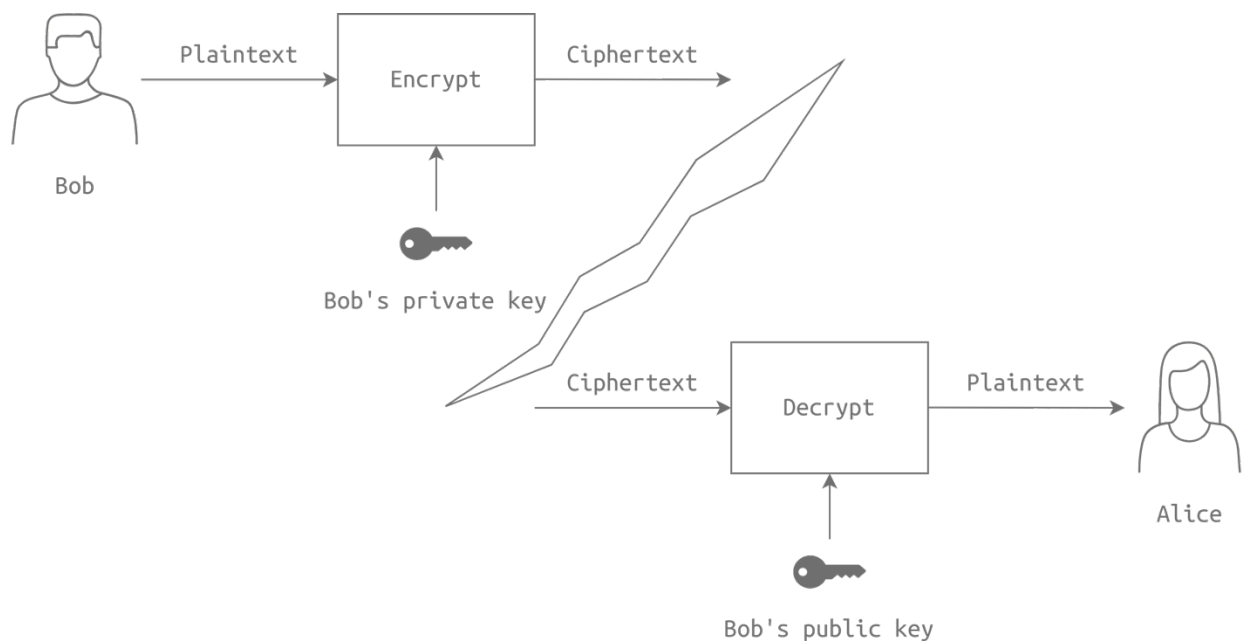 Plaintext
Encrypt
Ciphertext
Bob
Bob's private key
Ciphertext
Decrypt
Plaintext
Alice
Bob's public key